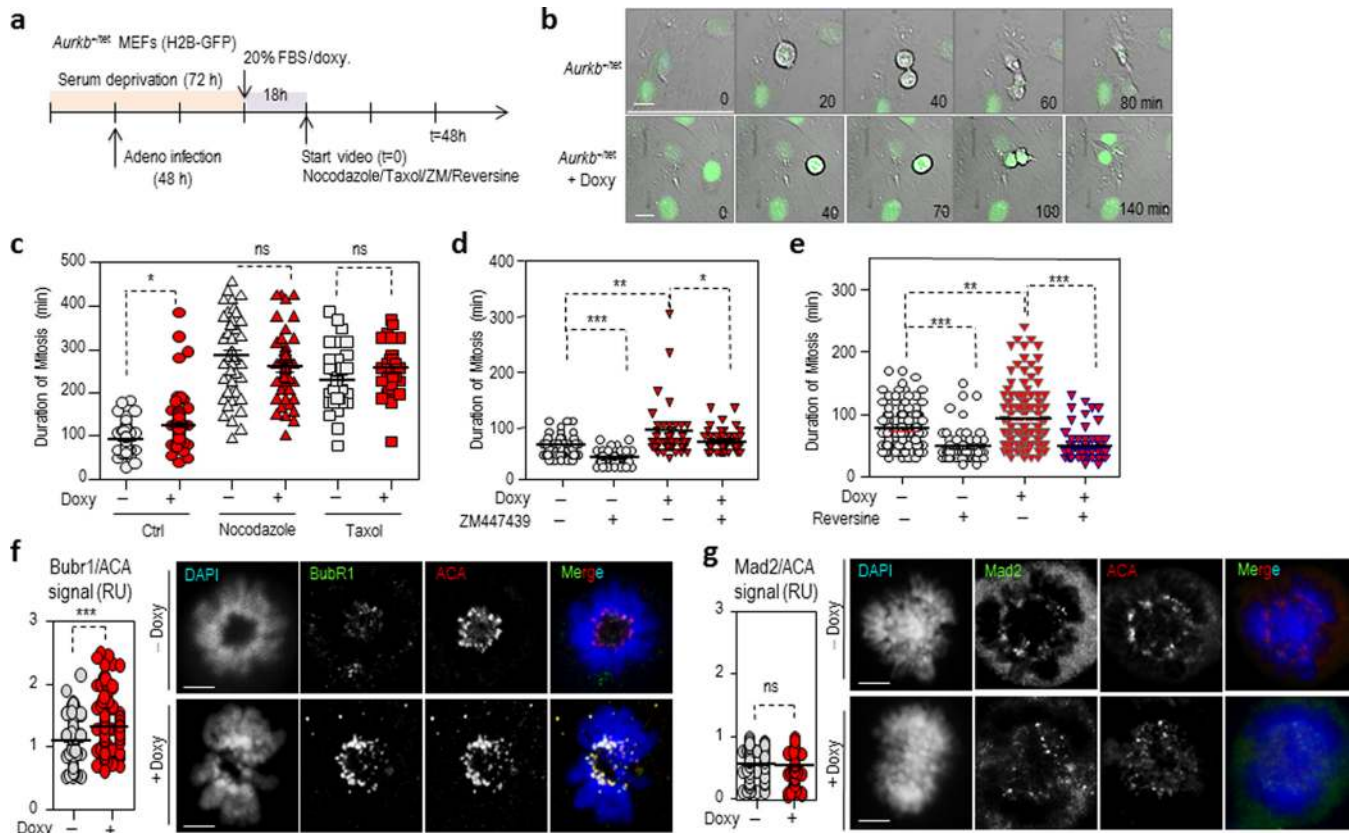 a
Aurkb+/tet MEFs (H2B-GFP)
20% FBS/doxy.
Serum deprivation (72 h)
18h
t=48h
Adeno infection
(48 h)
Start video (t=0)
Nocodazole/Taxol/ZM/Reversine
b
Aurkb+/tet
0
20
40
60
80 min
Aurkb+/tet
+ Doxy
0
40
70
100
140 min
c
Duration of Mitosis (min)
500
400
300
200
100
0
*
ns
ns
Doxy
– + – + – +
Ctrl
Nocodazole
Taxol
d
Duration of Mitosis (min)
400
300
200
100
0
**
*
***
Doxy – – + +
ZM447439 – + – +
e
Duration of Mitosis (min)
300
200
100
0
**
***
***
Doxy – – + +
Reversine – + – +
f
Bubr1/ACA
signal (RU)
***
3
2
1
0
Doxy – +
DAPI
BubR1
ACA
Merge
– Doxy
+ Doxy
g
Mad2/ACA
signal (RU)
3
2
1
0
ns
Doxy – +
DAPI
Mad2
ACA
Merge
– Doxy
+ Doxy